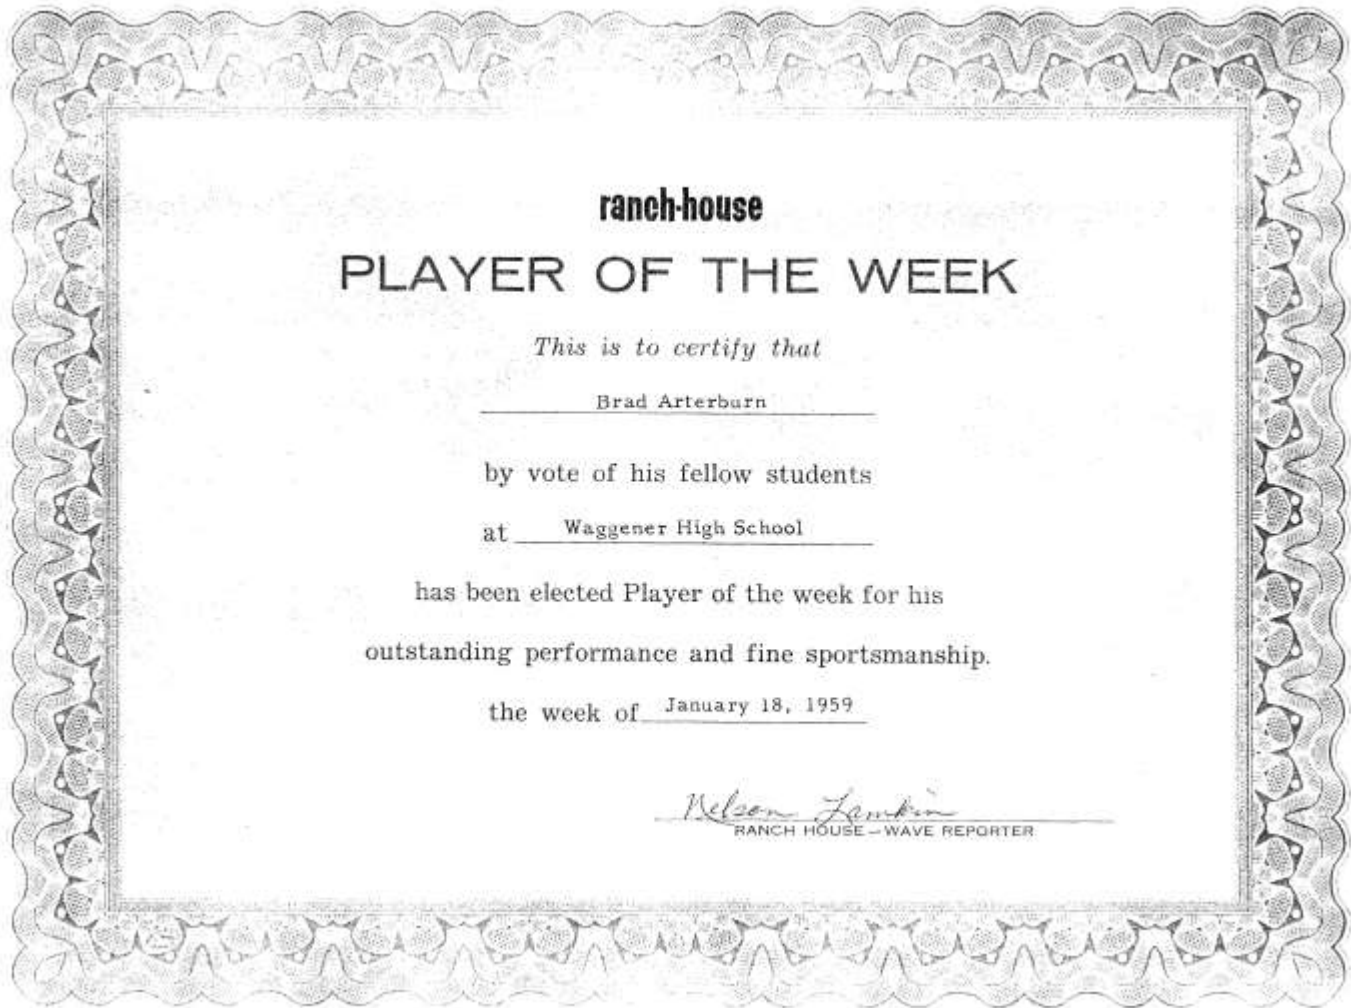 ranch-house
PLAYER OF THE WEEK
This is to certify that
Brad Arterburn
by vote of his fellow students
at Waggener High School
has been elected Player of the week for his
outstanding performance and fine sportsmanship.
the week of January 18, 1959
Nelson Lamkin
RANCH HOUSE - WAVE REPORTER